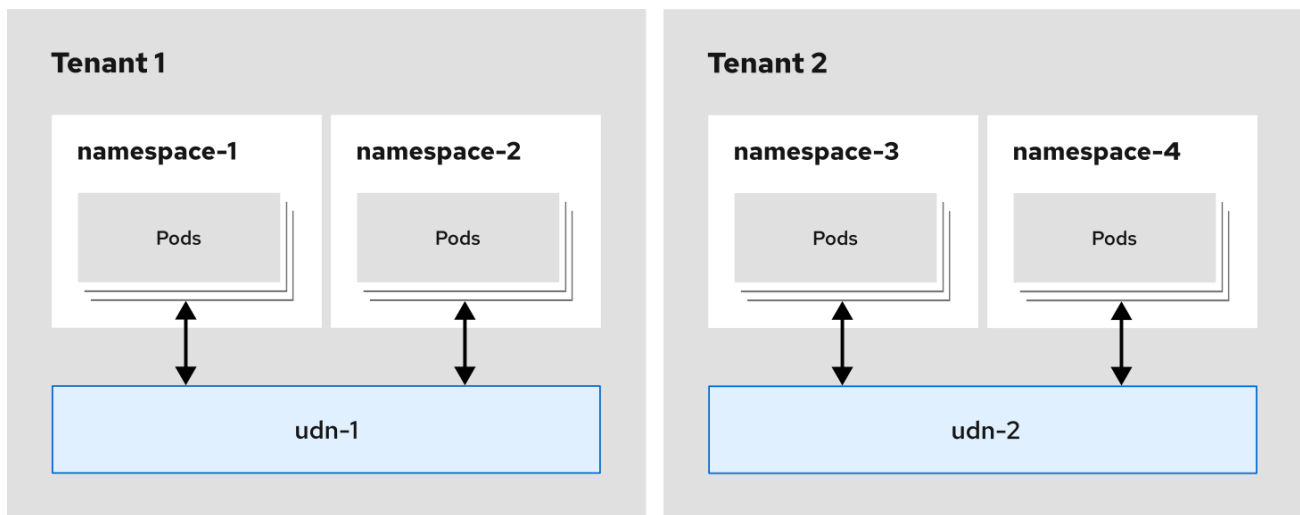 Tenant 1
namespace-1
namespace-2
Pods
Pods
udn-1
Tenant 2
namespace-3
namespace-4
Pods
Pods
udn-2